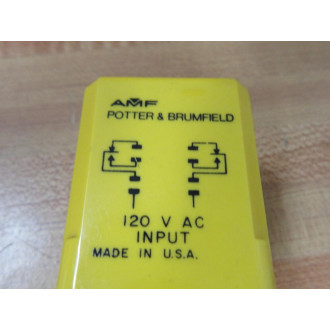 AMF
POTTER & BRUMFIELD
120 V AC
INPUT
MADE IN U.S.A.